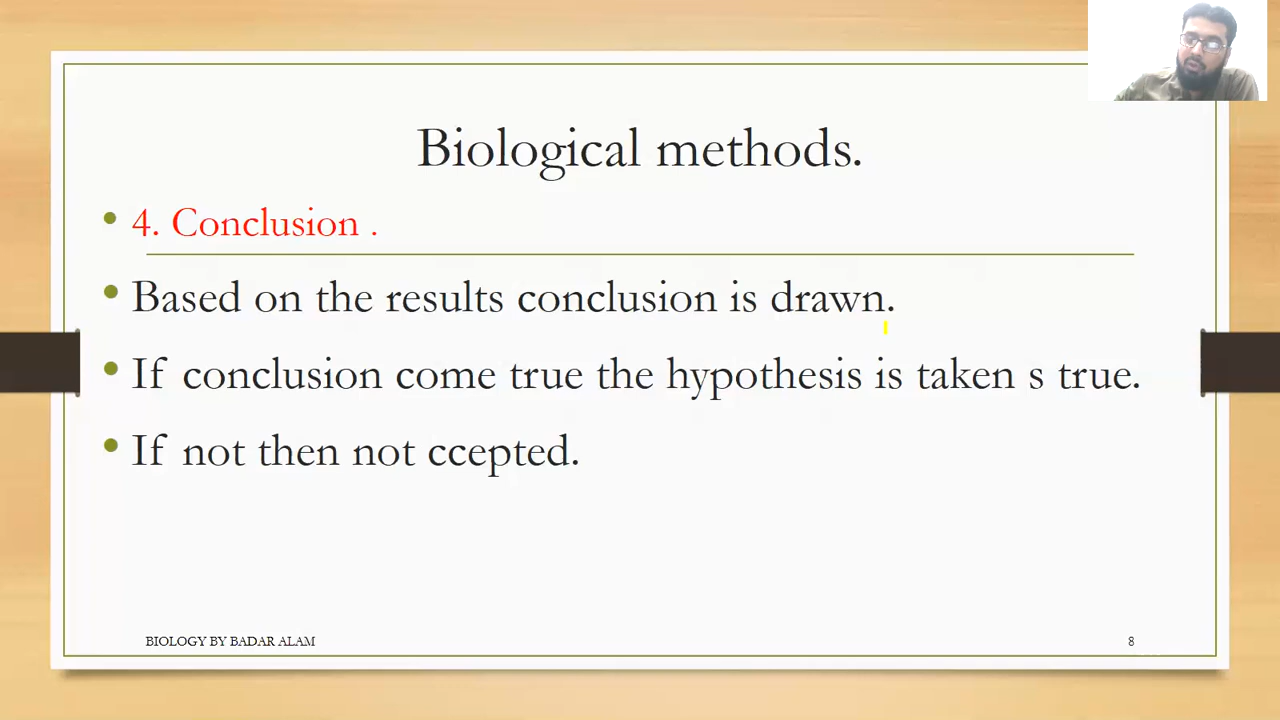 Biological methods.
4. Conclusion .
Based on the results conclusion is drawn.
If conclusion come true the hypothesis is taken s true.
If not then not ccepted.
BIOLOGY BY BADAR ALAM
8